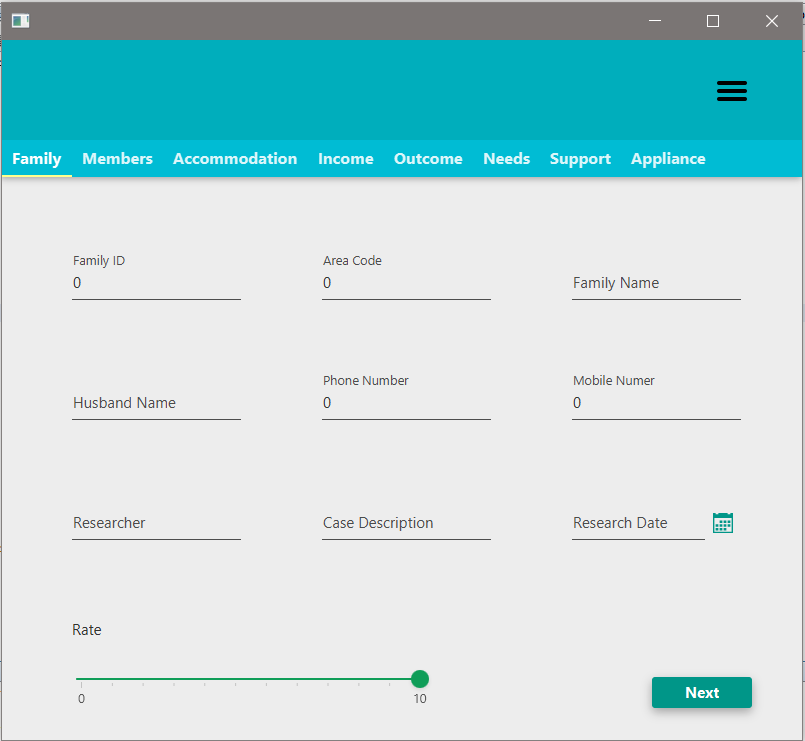 Family Members Accommodation Income Outcome Needs Support Appliance
Family ID Area Code
0 0 Family Name
Phone Number Mobile Numer
Husband Name 0 0
Researcher Case Description Research Date
Rate
0 10
Next